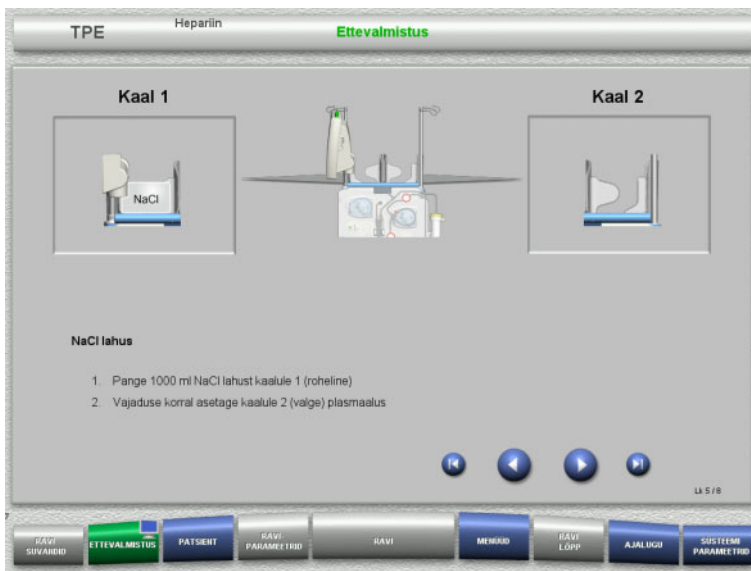 TPE
Hepariin
Ettevalmistus
Kaal 1
Kaal 2
NaCl
NaCl lahus
1. Pange 1000 ml NaCl lahust kaalule 1 (roheline)
2. Vajaduse korral asetage kaalule 2 (valge) plasmaalus
Lk 5 / 8
RAVI
SUVANDID
ETTEVALMISTUS
PATSIENT
RAVI-
PARAMEETRID
RAVI
MENÜÜD
RAVI
LÕPP
AJALUGU
SÜSTEEMI
PARAMEETRID